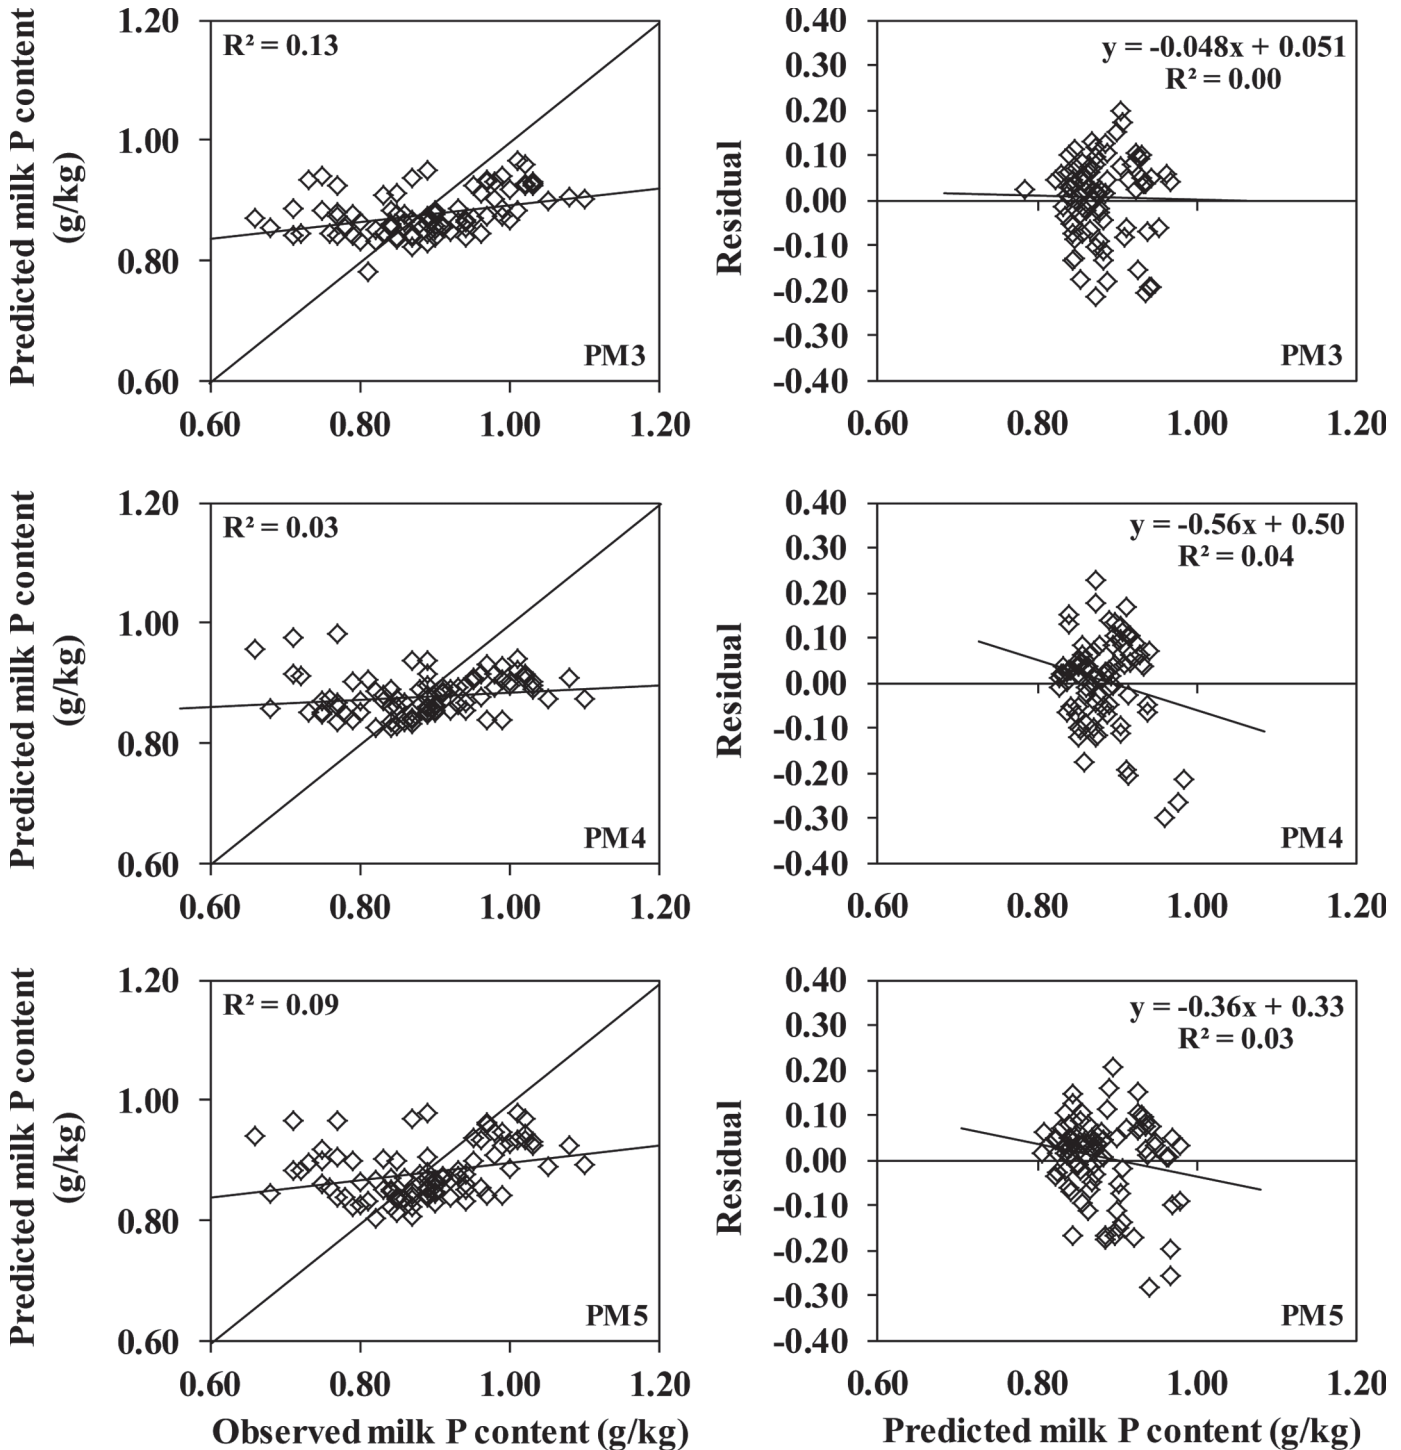 Predicted milk P content
(g/kg)
1.20
1.00
0.80
0.60
R² = 0.13
PM3
0.60 0.80 1.00 1.20
Residual
0.40
0.30
0.20
0.10
0.00
-0.10
-0.20
-0.30
-0.40
y = -0.048x + 0.051
R² = 0.00
PM3
0.60 0.80 1.00 1.20
Predicted milk P content
(g/kg)
1.20
1.00
0.80
0.60
R² = 0.03
PM4
0.60 0.80 1.00 1.20
Residual
0.40
0.30
0.20
0.10
0.00
-0.10
-0.20
-0.30
-0.40
y = -0.56x + 0.50
R² = 0.04
PM4
0.60 0.80 1.00 1.20
Predicted milk P content
(g/kg)
1.20
1.00
0.80
0.60
R² = 0.09
PM5
0.60 0.80 1.00 1.20
Observed milk P content (g/kg)
Residual
0.40
0.30
0.20
0.10
0.00
-0.10
-0.20
-0.30
-0.40
y = -0.36x + 0.33
R² = 0.03
PM5
0.60 0.80 1.00 1.20
Predicted milk P content (g/kg)